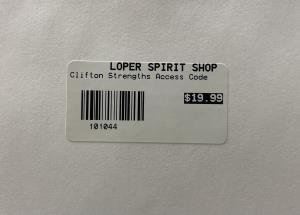 LOPER SPIRIT SHOP
Clifton Strengths Access Code
$19.99
101044